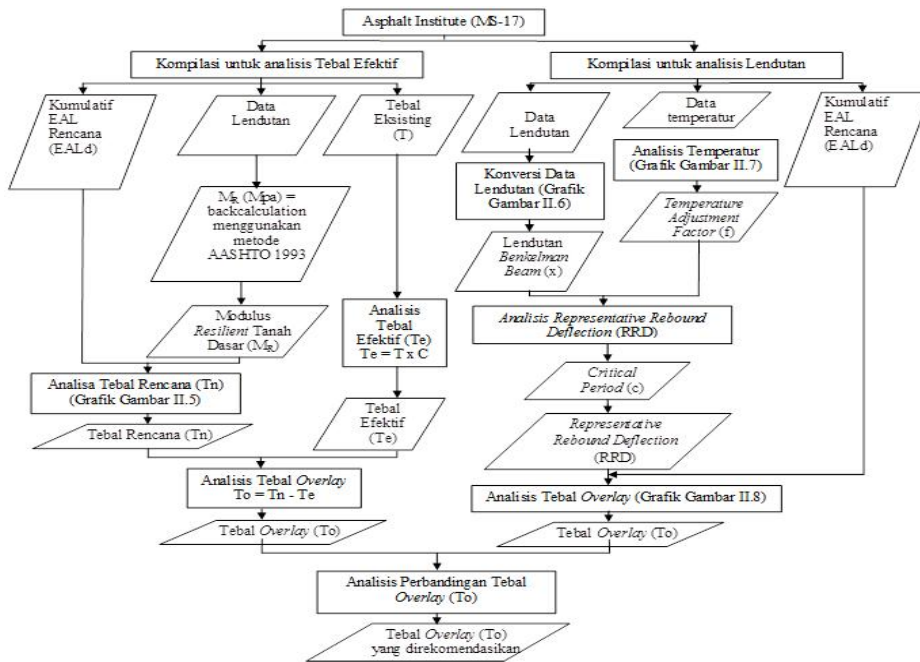 Asphalt Institute (MS-17)
Kompilasi untuk analisis Tebal Efektif
Kompilasi untuk analisis Lendutan
Kumulatif
EAL
Rencana
(EALd)
Data
Lendutan
Tebal
Eksisting
(T)
Data
Lendutan
Data
temperatur
Kumulatif
EAL
Rencana
(EALd)
Analisis Temperatur
(Grafik Gambar II.7)
Konversi Data
Lendutan (Grafik
Gambar II.6)
MR (Mpa) =
backcalculation
menggunakan
metode
AASHTO 1993
Temperature
Adjustment
Factor (f)
Lendutan
Benkelman
Beam (x)
Modulus
Resilient Tanah
Dasar (MR)
Analisis
Tebal
Efektif (Te)
Te = T x C
Analisis Representative Rebound
Deflection (RRD)
Analisa Tebal Rencana (Tn)
(Grafik Gambar II.5)
Critical
Period (c)
Tebal Rencana (Tn)
Tebal
Efektif
(Te)
Representative
Rebound Deflection
(RRD)
Analisis Tebal Overlay
To = Tn - Te
Analisis Tebal Overlay (Grafik Gambar II.8)
Tebal Overlay (To)
Tebal Overlay (To)
Analisis Perbandingan Tebal
Overlay (To)
Tebal Overlay (To)
yang direkomendasikan